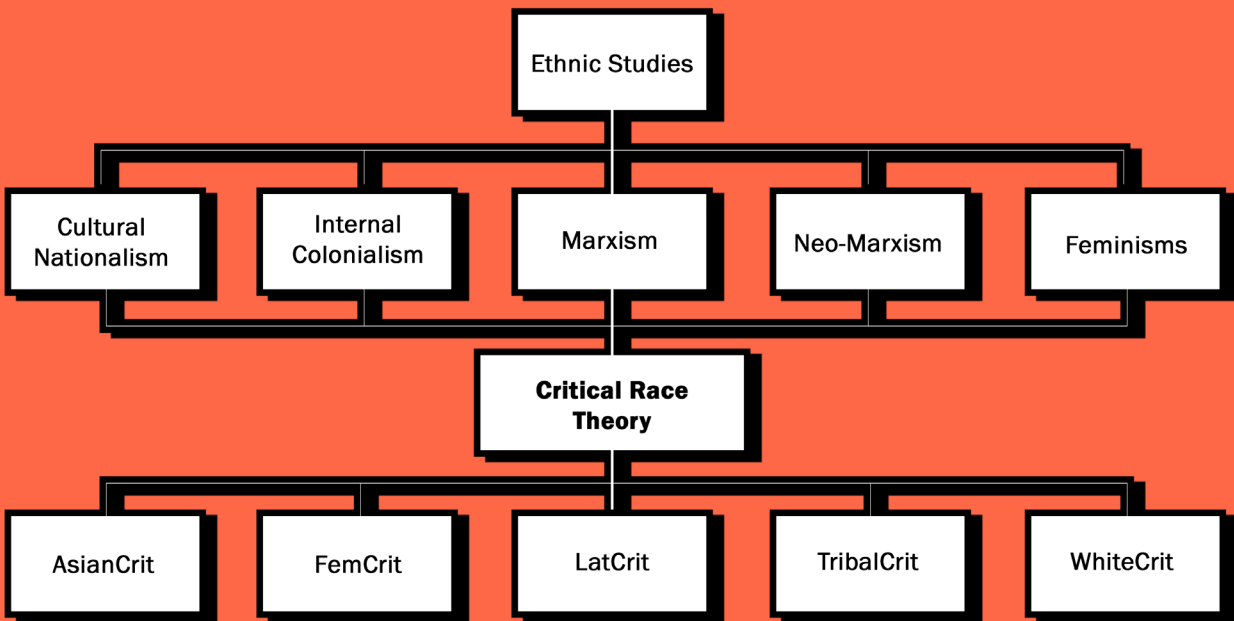 Ethnic Studies
Cultural
Nationalism
Internal
Colonialism
Marxism
Neo-Marxism
Feminisms
Critical Race
Theory
AsianCrit
FemCrit
LatCrit
TribalCrit
WhiteCrit